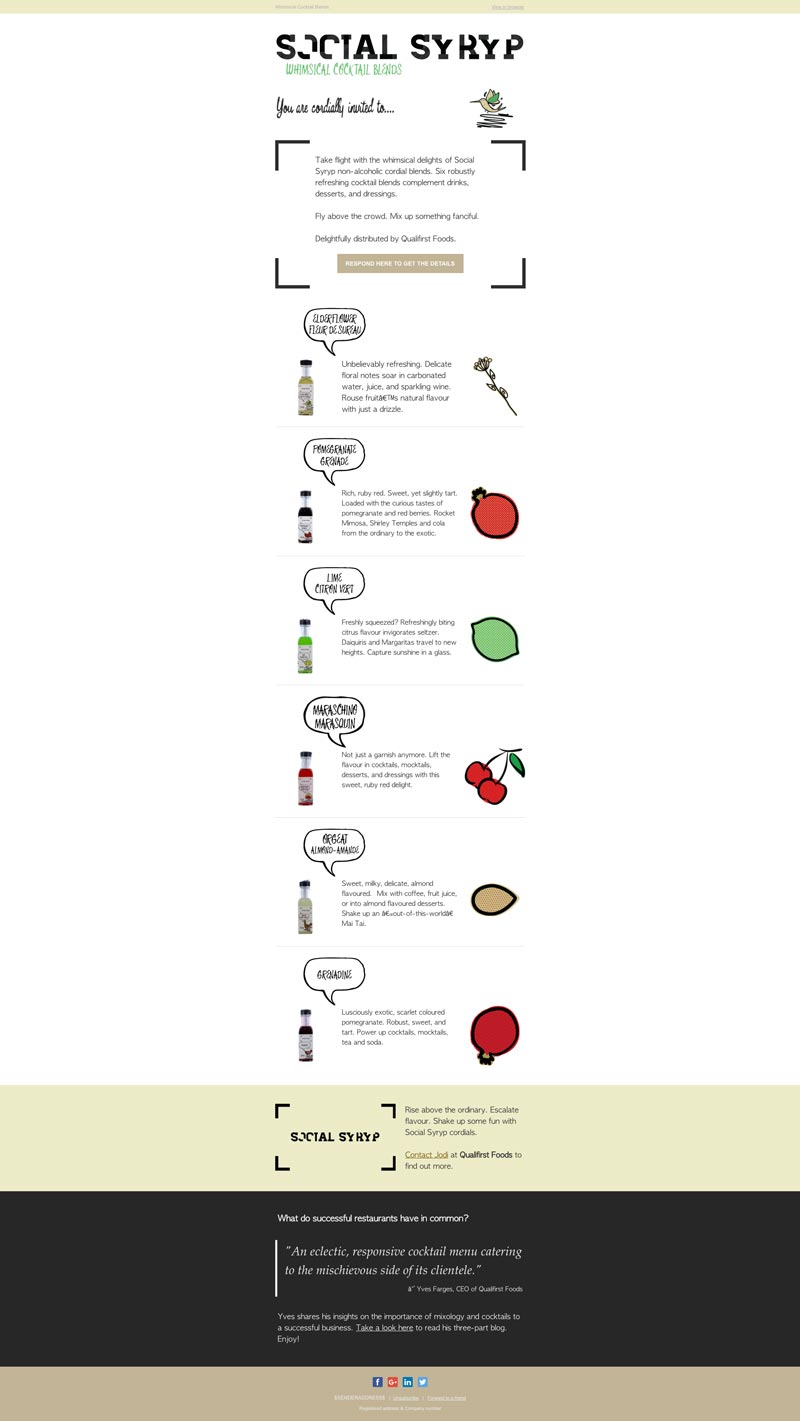 Whimsical Cocktail Blends
View in browser
SOCIAL SYRYP
WHIMSICAL COCKTAIL BLENDS
You are cordially invited to....
Take flight with the whimsical delights of Social
Syryp non-alcoholic cordial blends. Six robustly
refreshing cocktail blends complement drinks,
desserts, and dressings.
Fly above the crowd. Mix up something fanciful.
Delightfully distributed by Qualifirst Foods.
RESPOND HERE TO GET THE DETAILS
ELDERFLOWER
FLEUR DE SUREAU
Unbelievably refreshing. Delicate
floral notes soar in carbonated
water, juice, and sparkling wine.
Rouse fruitâ€™s natural flavour
with just a drizzle.
POMEGRANATE
GRENADE
Rich, ruby red. Sweet, yet slightly tart.
Loaded with the curious tastes of
pomegranate and red berries. Rocket
Mimosa, Shirley Temples and cola
from the ordinary to the exotic.
LIME
CITRON VERT
Freshly squeezed? Refreshingly biting
citrus flavour invigorates seltzer.
Daiquiris and Margaritas travel to new
heights. Capture sunshine in a glass.
MARASCHINO
MARASQUIN
Not just a garnish anymore. Lift the
flavour in cocktails, mocktails,
desserts, and dressings with this
sweet, ruby red delight.
ORGEAT
ALMOND-AMANDE
Sweet, milky, delicate, almond
flavoured. Mix with coffee, fruit juice,
or into almond flavoured desserts.
Shake up an â€œout-of-this-worldâ€
Mai Tai.
GRENADINE
Lusciously exotic, scarlet coloured
pomegranate. Robust, sweet, and
tart. Power up cocktails, mocktails,
tea and soda.
SOCIAL SYRYP
Rise above the ordinary. Escalate
flavour. Shake up some fun with
Social Syryp cordials.
Contact Jodi at Qualifirst Foods to
find out more.
What do successful restaurants have in common?
"An eclectic, responsive cocktail menu catering
to the mischievous side of its clientele."
â€" Yves Farges, CEO of Qualifirst Foods
Yves shares his insights on the importance of mixology and cocktails to
a successful business. Take a look here to read his three-part blog.
Enjoy!
$SENDERADDRESS$ | Unsubscribe | Forward to a friend
Registered address & Company number